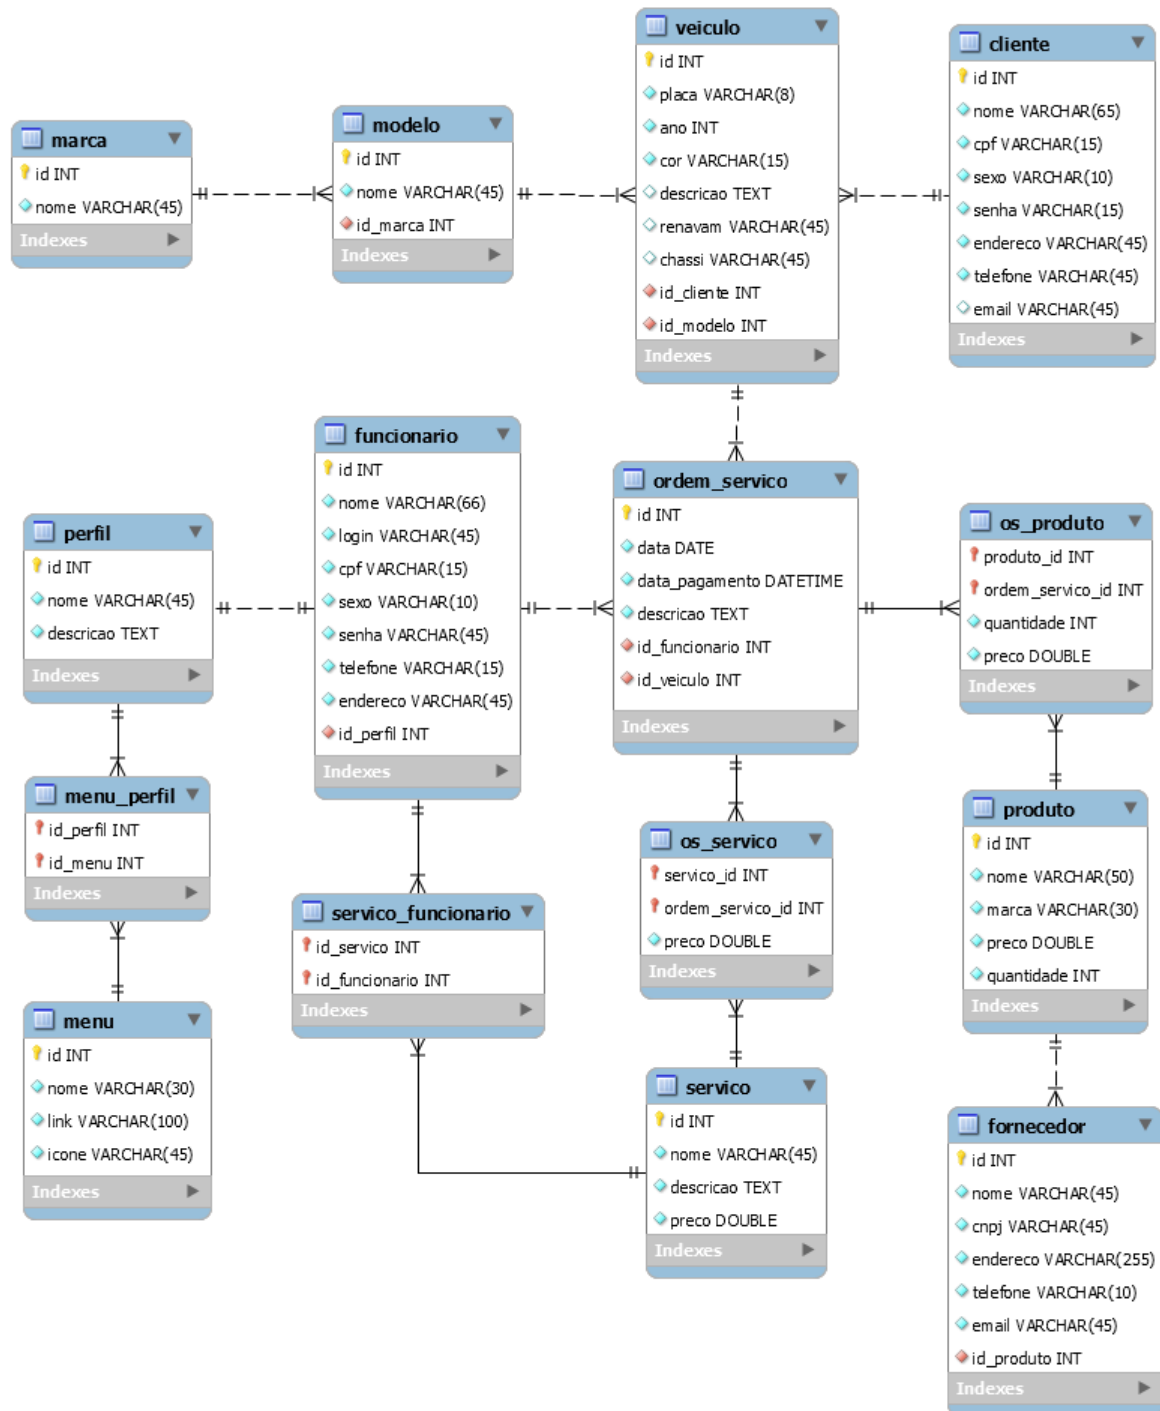 marca
id INT
nome VARCHAR(45)
Indexes
modelo
id INT
nome VARCHAR(45)
id_marca INT
Indexes
veiculo
id INT
placa VARCHAR(8)
ano INT
cor VARCHAR(15)
descricao TEXT
renavam VARCHAR(45)
chassi VARCHAR(45)
id_cliente INT
id_modelo INT
Indexes
cliente
id INT
nome VARCHAR(65)
cpf VARCHAR(15)
sexo VARCHAR(10)
senha VARCHAR(15)
endereco VARCHAR(45)
telefone VARCHAR(45)
email VARCHAR(45)
Indexes
perfil
id INT
nome VARCHAR(45)
descricao TEXT
Indexes
funcionario
id INT
nome VARCHAR(66)
login VARCHAR(45)
cpf VARCHAR(15)
sexo VARCHAR(10)
senha VARCHAR(45)
telefone VARCHAR(15)
endereco VARCHAR(45)
id_perfil INT
Indexes
ordem_servico
id INT
data DATE
data_pagamento DATETIME
descricao TEXT
id_funcionario INT
id_veiculo INT
Indexes
os_produto
produto_id INT
ordem_servico_id INT
quantidade INT
preco DOUBLE
Indexes
menu_perfil
id_perfil INT
id_menu INT
Indexes
servico_funcionario
id_servico INT
id_funcionario INT
Indexes
os_servico
servico_id INT
ordem_servico_id INT
preco DOUBLE
Indexes
produto
id INT
nome VARCHAR(50)
marca VARCHAR(30)
preco DOUBLE
quantidade INT
Indexes
menu
id INT
nome VARCHAR(30)
link VARCHAR(100)
icone VARCHAR(45)
Indexes
servico
id INT
nome VARCHAR(45)
descricao TEXT
preco DOUBLE
Indexes
fornecedor
id INT
nome VARCHAR(45)
cnpj VARCHAR(45)
endereco VARCHAR(255)
telefone VARCHAR(10)
email VARCHAR(45)
id_produto INT
Indexes